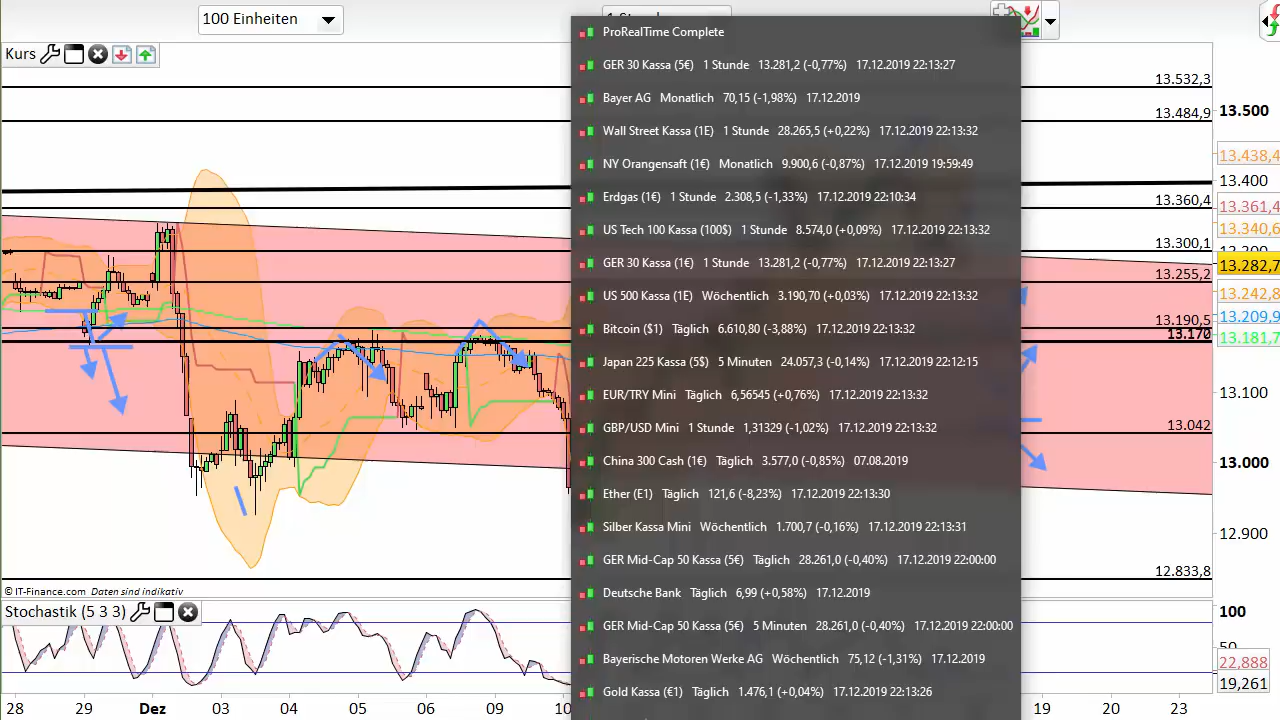 100 Einheiten
Kurs
ProRealTime Complete
GER 30 Kassa (5€) 1 Stunde 13.281,2 (-0,77%) 17.12.2019 22:13:27
Bayer AG Monatlich 70,15 (-1,98%) 17.12.2019
Wall Street Kassa (1E) 1 Stunde 28.265,5 (+0,22%) 17.12.2019 22:13:32
NY Orangensaft (1€) Monatlich 9.900,6 (-0,87%) 17.12.2019 19:59:49
Erdgas (1€) 1 Stunde 2.308,5 (-1,33%) 17.12.2019 22:10:34
US Tech 100 Kassa (100$) 1 Stunde 8.574,0 (+0,09%) 17.12.2019 22:13:32
GER 30 Kassa (1€) 1 Stunde 13.281,2 (-0,77%) 17.12.2019 22:13:27
US 500 Kassa (1E) Wöchentlich 3.190,70 (+0,03%) 17.12.2019 22:13:32
Bitcoin ($1) Täglich 6.610,80 (-3,88%) 17.12.2019 22:13:32
Japan 225 Kassa (5$) 5 Minuten 24.057,3 (-0,14%) 17.12.2019 22:12:15
EUR/TRY Mini Täglich 6,56545 (+0,76%) 17.12.2019 22:13:32
GBP/USD Mini 1 Stunde 1,31329 (-1,02%) 17.12.2019 22:13:32
China 300 Cash (1€) Täglich 3.577,0 (-0,85%) 07.08.2019
Ether (E1) Täglich 121,6 (-8,23%) 17.12.2019 22:13:30
Silber Kassa Mini Wöchentlich 1.700,7 (-0,16%) 17.12.2019 22:13:31
GER Mid-Cap 50 Kassa (5€) Täglich 28.261,0 (-0,40%) 17.12.2019 22:00:00
Deutsche Bank Täglich 6,99 (+0,58%) 17.12.2019
GER Mid-Cap 50 Kassa (5€) 5 Minuten 28.261,0 (-0,40%) 17.12.2019 22:00:00
Bayerische Motoren Werke AG Wöchentlich 75,12 (-1,31%) 17.12.2019
Gold Kassa (€1) Täglich 1.476,1 (+0,04%) 17.12.2019 22:13:26
13.532,3
13.484,9
13.360,4
13.300,1
13.255,2
13.190,5
13.170
13.042
12.833,8
13.500
13.438,4
13.400
13.361,4
13.340,6
13.282,7
13.242,8
13.209,9
13.181,7
13.100
13.000
12.900
© IT-Finance.com Daten sind indikativ
Stochastik (5 3 3)
100
22,888
19,261
28 29 Dez 03 04 05 06 09 10 19 20 23